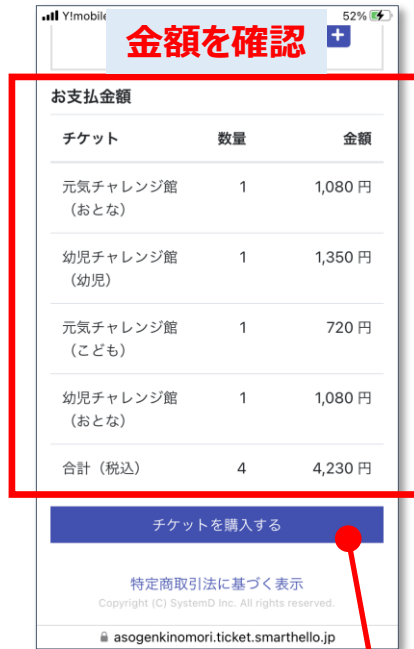 Y!mobile 52%
金額を確認
お支払金額
チケット 数量 金額
元気チャレンジ館 1 1,080 円
（おとな）
幼児チャレンジ館 1 1,350 円
（幼児）
元気チャレンジ館 1 720 円
（こども）
幼児チャレンジ館 1 1,080 円
（おとな）
合計（税込） 4 4,230 円
チケットを購入する
特定商取引法に基づく表示
Copyright (C) SystemD Inc. All rights reserved.
asogenkinomori.ticket.smarthello.jp